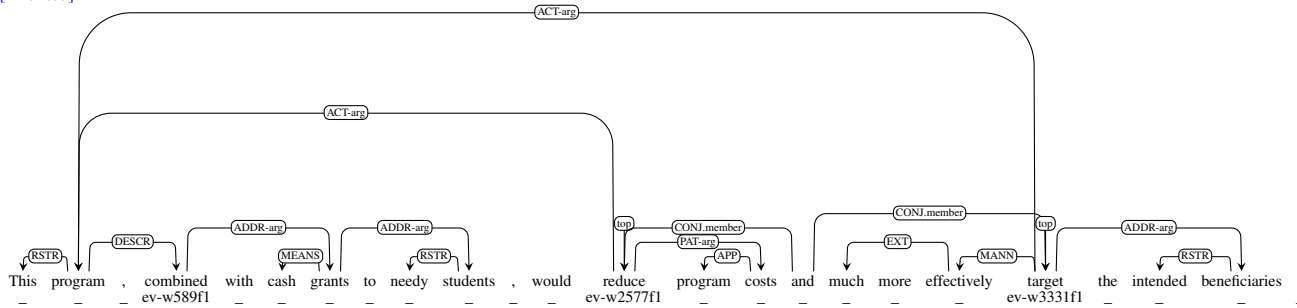 ACT-arg
ACT-arg
CONJ.member
top CONJ.member top
ADDR-arg ADDR-arg ADDR-arg
DESCR PAT-arg EXT
RSTR MEANS RSTR APP MANN RSTR
This program , combined with cash grants to needy students , would reduce program costs and much more effectively target the intended beneficiaries
_ _ _ ev-w589f1 _ _ _ _ _ _ _ _ ev-w2577f1 _ _ _ _ _ _ ev-w3331f1 _ _ _